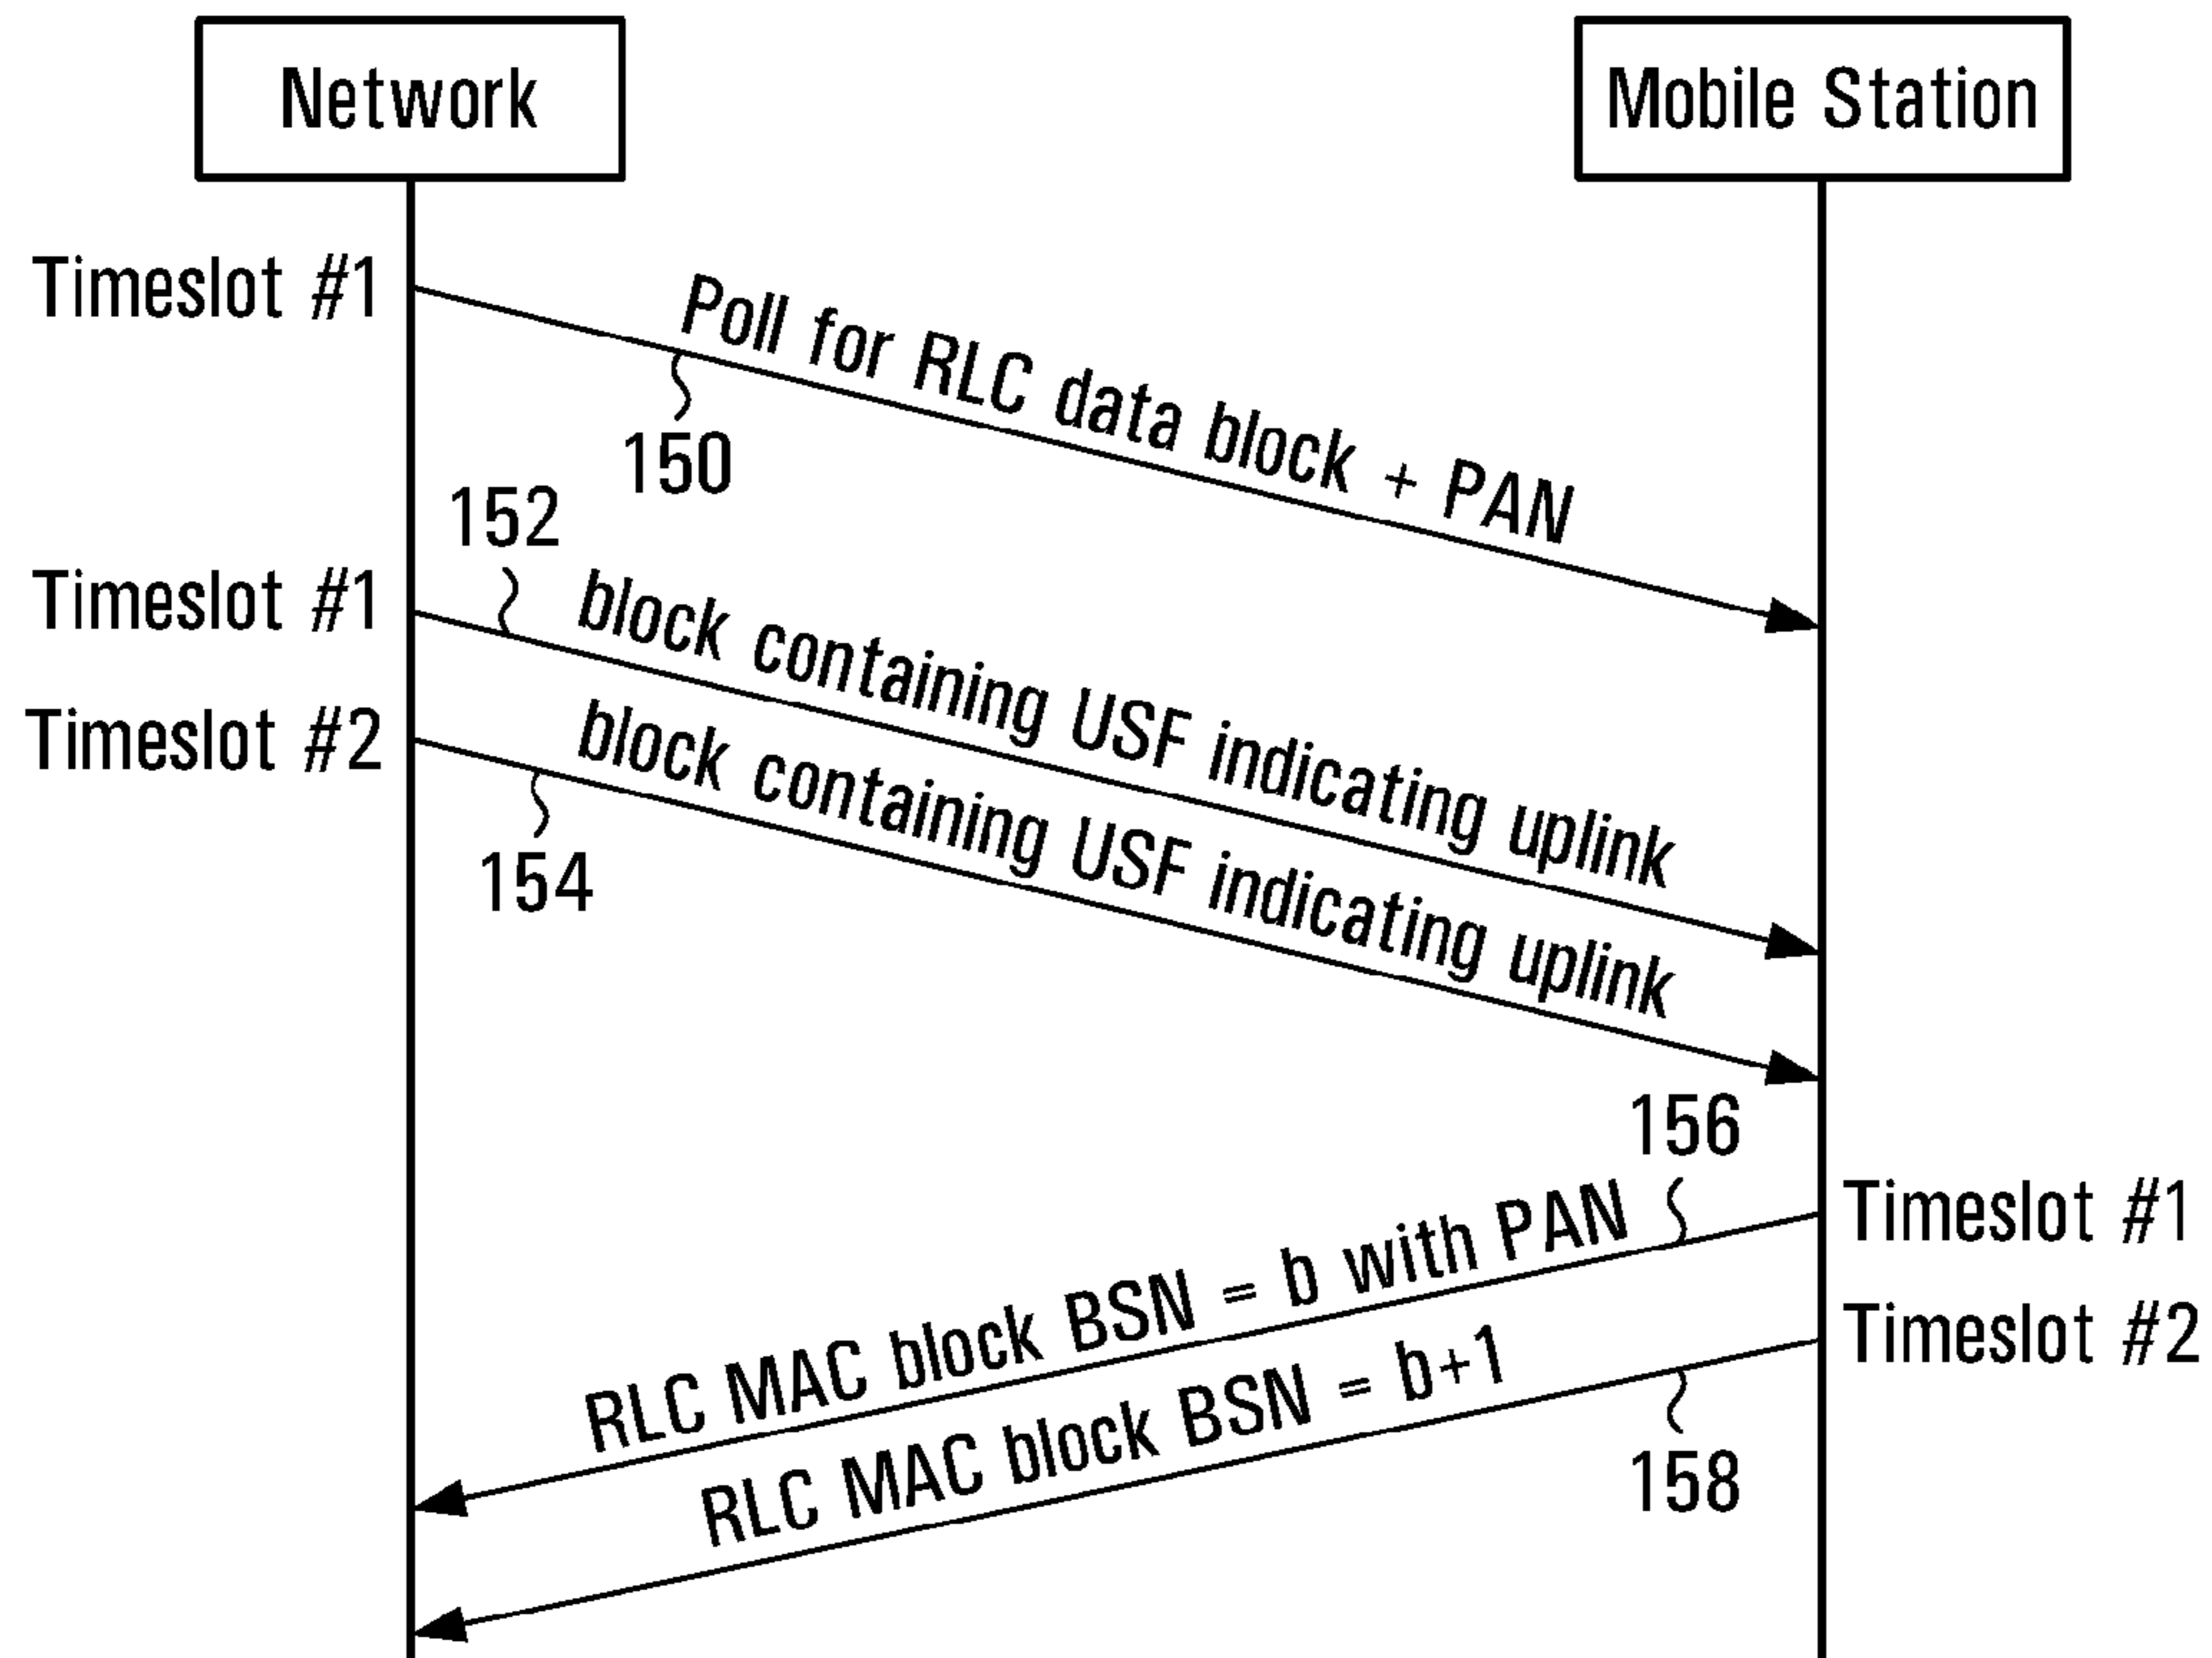 Network
Mobile Station
Timeslot #1
Poll for RLC data block + PAN
150
152
Timeslot #1
block containing USF indicating uplink
Timeslot #2
block containing USF indicating uplink
154
156
Timeslot #1
RLC MAC block BSN = b with PAN
Timeslot #2
RLC MAC block BSN = b+1
158